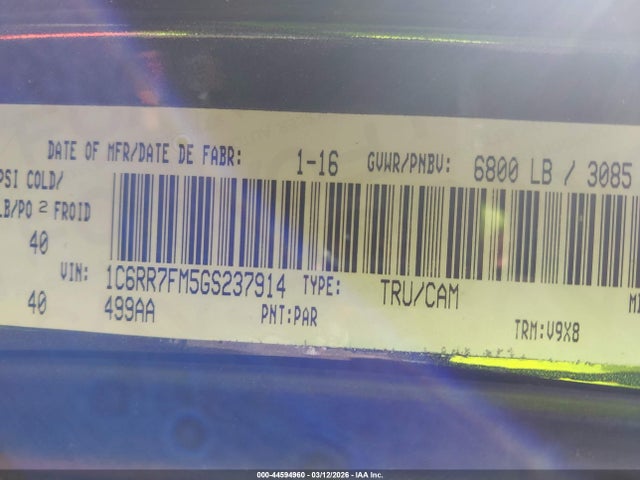 DATE OF MFR/DATE DE FABR: 1-16 GVWR/PNBV: 6800 LB / 3085
PSI COLD/
LB/PO 2 FROID
40
VIN: 1C6RR7FM5GS237914 TYPE: TRU/CAM
40 499AA PNT:PAR TRM:V9X8
000-44594960 - 03/12/2026 - IAA Inc.